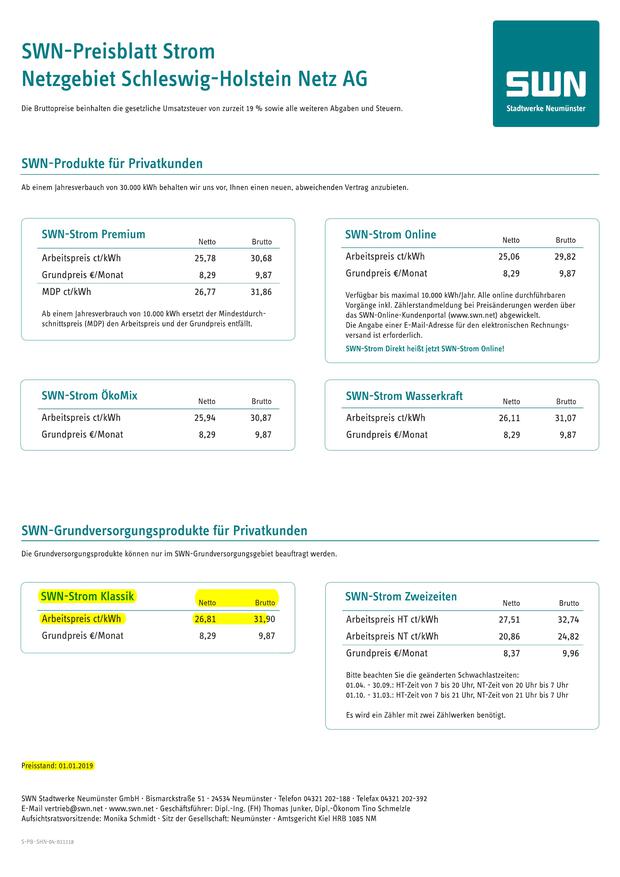 SWN-Preisblatt Strom
Netzgebiet Schleswig-Holstein Netz AG
SWN
Stadtwerke Neumünster
Die Bruttopreise beinhalten die gesetzliche Umsatzsteuer von zurzeit 19 % sowie alle weiteren Abgaben und Steuern.
SWN-Produkte für Privatkunden
Ab einem Jahresverbrauch von 30.000 kWh behalten wir uns vor, Ihnen einen neuen, abweichenden Vertrag anzubieten.
SWN-Strom Premium Netto Brutto
Arbeitspreis ct/kWh 25,78 30,68
Grundpreis €/Monat 8,29 9,87
MDP ct/kWh 26,77 31,86
Ab einem Jahresverbrauch von 10.000 kWh ersetzt der Mindestdurch-
schnittspreis (MDP) den Arbeitspreis und der Grundpreis entfällt.
SWN-Strom Online Netto Brutto
Arbeitspreis ct/kWh 25,06 29,82
Grundpreis €/Monat 8,29 9,87
Verfügbar bis maximal 10.000 kWh/Jahr. Alle online durchführbaren
Vorgänge inkl. Zählerstandmeldung bei Preisänderungen werden über
das SWN-Online-Kundenportal (www.swn.net) abgewickelt.
Die Angabe einer E-Mail-Adresse für den elektronischen Rechnungs-
versand ist erforderlich.
SWN-Strom Direkt heißt jetzt SWN-Strom Online!
SWN-Strom ÖkoMix Netto Brutto
Arbeitspreis ct/kWh 25,94 30,87
Grundpreis €/Monat 8,29 9,87
SWN-Strom Wasserkraft Netto Brutto
Arbeitspreis ct/kWh 26,11 31,07
Grundpreis €/Monat 8,29 9,87
SWN-Grundversorgungsprodukte für Privatkunden
Die Grundversorgungsprodukte können nur im SWN-Grundversorgungsgebiet beauftragt werden.
SWN-Strom Klassik Netto Brutto
Arbeitspreis ct/kWh 26,81 31,90
Grundpreis €/Monat 8,29 9,87
SWN-Strom Zweizeiten Netto Brutto
Arbeitspreis HT ct/kWh 27,51 32,74
Arbeitspreis NT ct/kWh 20,86 24,82
Grundpreis €/Monat 8,37 9,96
Bitte beachten Sie die geänderten Schwachlastzeiten:
01.04. - 30.09.: HT-Zeit von 7 bis 20 Uhr, NT-Zeit von 20 Uhr bis 7 Uhr
01.10. - 31.03.: HT-Zeit von 7 bis 21 Uhr, NT-Zeit von 21 Uhr bis 7 Uhr
Es wird ein Zähler mit zwei Zählwerken benötigt.
Preisstand: 01.01.2019
SWN Stadtwerke Neumünster GmbH · Bismarckstraße 51 · 24534 Neumünster · Telefon 04321 202-188 · Telefax 04321 202-392
E-Mail vertrieb@swn.net · www.swn.net · Geschäftsführer: Dipl.-Ing. (FH) Thomas Junker, Dipl.-Ökonom Tino Schmelzle
Aufsichtsratsvorsitzende: Monika Schmidt · Sitz der Gesellschaft: Neumünster · Amtsgericht Kiel HRB 1085 NM
S-PB-SHN-04-011118